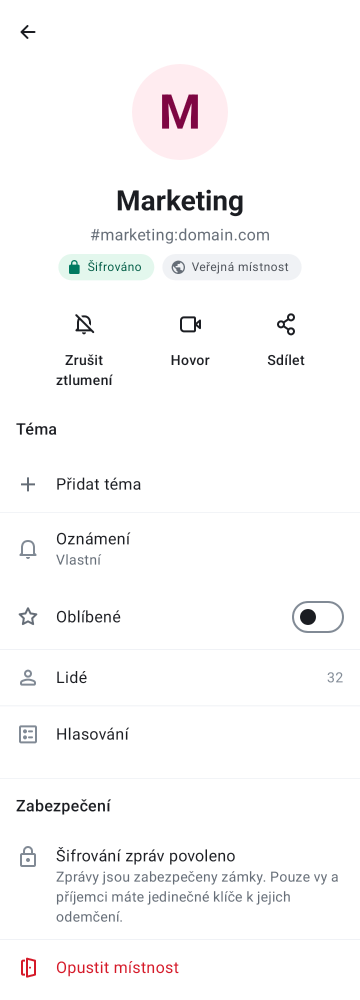 M
Marketing
#marketing:domain.com
Šifrováno
Veřejná místnost
Zrušit
ztlumení
Hovor
Sdílet
Téma
Přidat téma
Oznámení
Vlastní
Oblíbené
Lidé
32
Hlasování
Zabezpečení
Šifrování zpráv povoleno
Zprávy jsou zabezpečeny zámky. Pouze vy a
příjemci máte jedinečné klíče k jejich
odemčení.
Opustit místnost